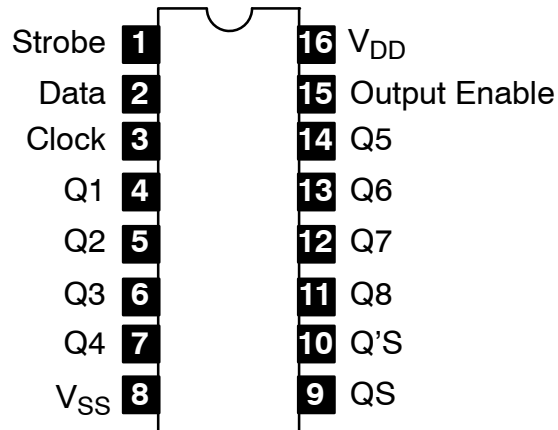 Strobe 1 16 VDD
Data 2 15 Output Enable
Clock 3 14 Q5
Q1 4 13 Q6
Q2 5 12 Q7
Q3 6 11 Q8
Q4 7 10 Q'S
VSS 8 9 QS